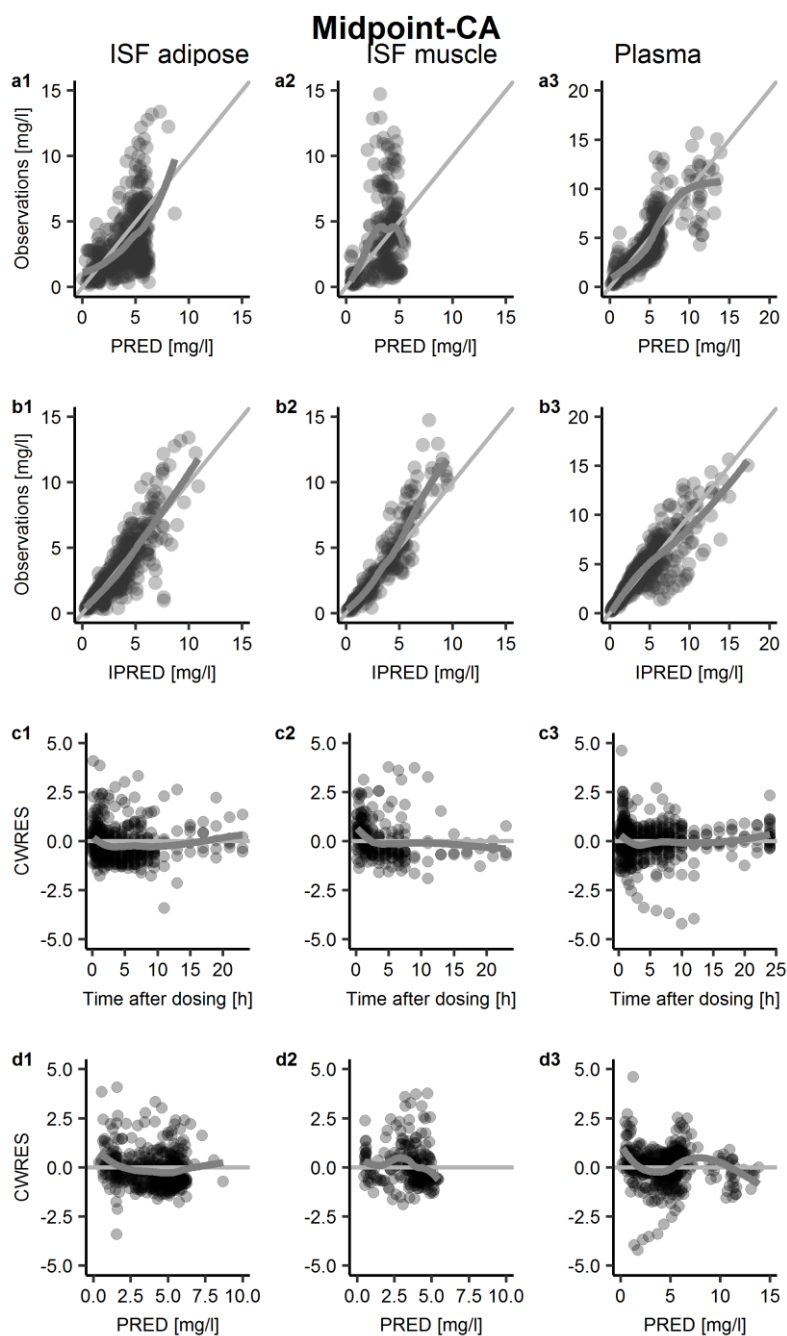 Midpoint-CA
ISF adipose ISF muscle Plasma
a1 a2 a3
Observations [mg/l]
15 15 20
10 10 15
5 5 10
0 0 5
0
0 5 10 15 0 5 10 15 0 5 10 15 20
PRED [mg/l] PRED [mg/l] PRED [mg/l]
b1 b2 b3
Observations [mg/l]
15 15 20
10 10 15
5 5 10
0 0 5
0
0 5 10 15 0 5 10 15 0 5 10 15 20
IPRED [mg/l] IPRED [mg/l] IPRED [mg/l]
c1 c2 c3
CWRES
5.0 5.0 5.0
2.5 2.5 2.5
0.0 0.0 0.0
-2.5 -2.5 -2.5
-5.0 -5.0 -5.0
0 5 10 15 20 0 5 10 15 20 0 5 10 15 20 25
Time after dosing [h] Time after dosing [h] Time after dosing [h]
d1 d2 d3
CWRES
5.0 5.0 5.0
2.5 2.5 2.5
0.0 0.0 0.0
-2.5 -2.5 -2.5
-5.0 -5.0 -5.0
0.0 2.5 5.0 7.5 10.0 0.0 2.5 5.0 7.5 10.0 0 5 10 15
PRED [mg/l] PRED [mg/l] PRED [mg/l]